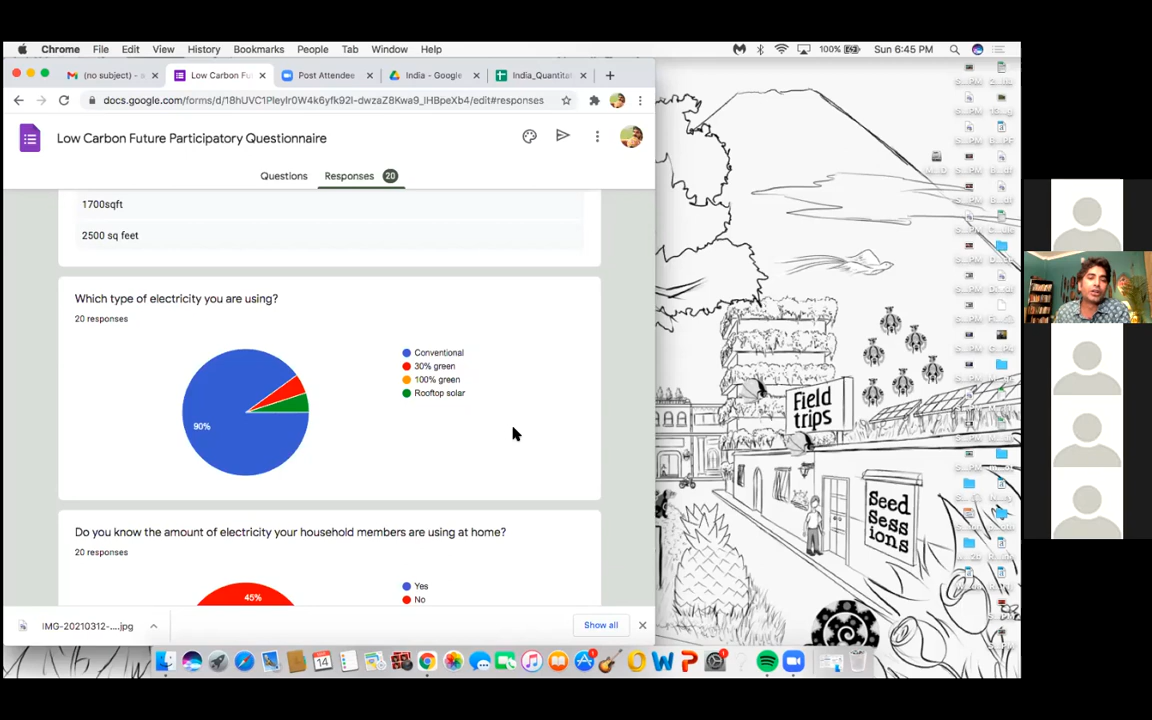 Chrome File Edit View History Bookmarks People Tab Window Help 100% Sun 6:45 PM
(no subject) - s Low Carbon Fu Post Attendee India - Google India_Quantitat
docs.google.com/forms/d/
/edit#responses
Low Carbon Future Participatory Questionnaire
Questions Responses 20
1700sqft
2500 sq feet
Which type of electricity you are using?
20 responses
Conventional
30% green
100% green
Rooftop solar
90%
Do you know the amount of electricity your household members are using at home?
20 responses
45%
Yes
No
IMG-20210312-....jpg Show all
Field
trips
Seed
Sess
ions